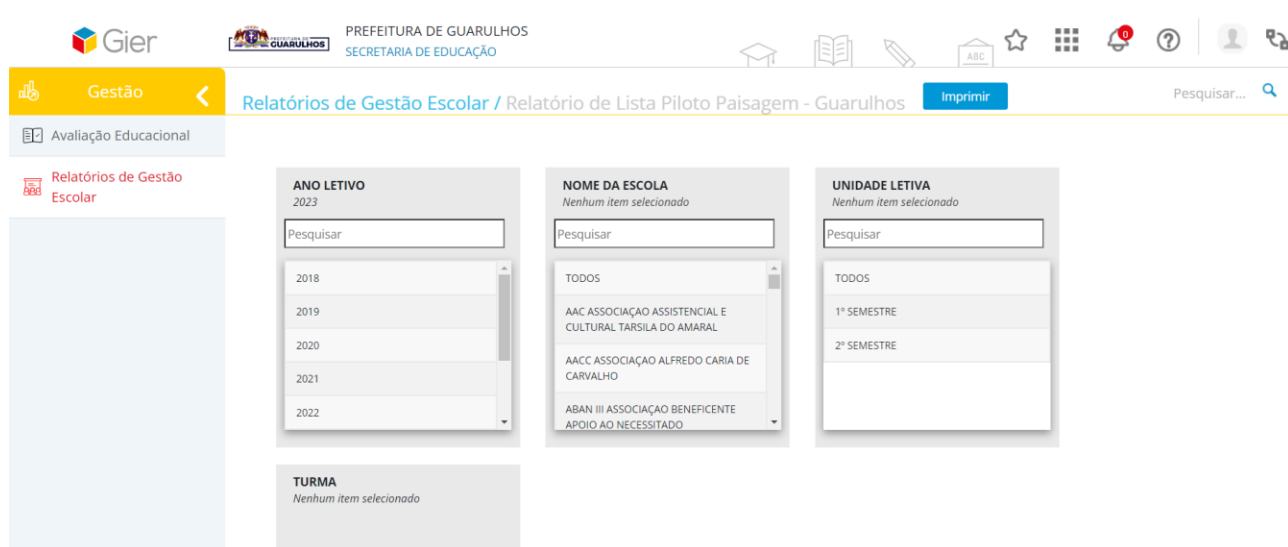 Gier
PREFEITURA DE
GUARULHOS
PREFEITURA DE GUARULHOS
SECRETARIA DE EDUCAÇÃO
ABC
0
Gestão
Relatórios de Gestão Escolar / Relatório de Lista Piloto Paisagem - Guarulhos
Imprimir
Pesquisar...
Avaliação Educacional
Relatórios de Gestão
Escolar
ANO LETIVO
2023
Pesquisar
2018
2019
2020
2021
2022
NOME DA ESCOLA
Nenhum item selecionado
Pesquisar
TODOS
AAC ASSOCIAÇAO ASSISTENCIAL E
CULTURAL TARSILA DO AMARAL
AACC ASSOCIAÇAO ALFREDO CARIA DE
CARVALHO
ABAN III ASSOCIAÇAO BENEFICENTE
APOIO AO NECESSITADO
UNIDADE LETIVA
Nenhum item selecionado
Pesquisar
TODOS
1º SEMESTRE
2º SEMESTRE
TURMA
Nenhum item selecionado